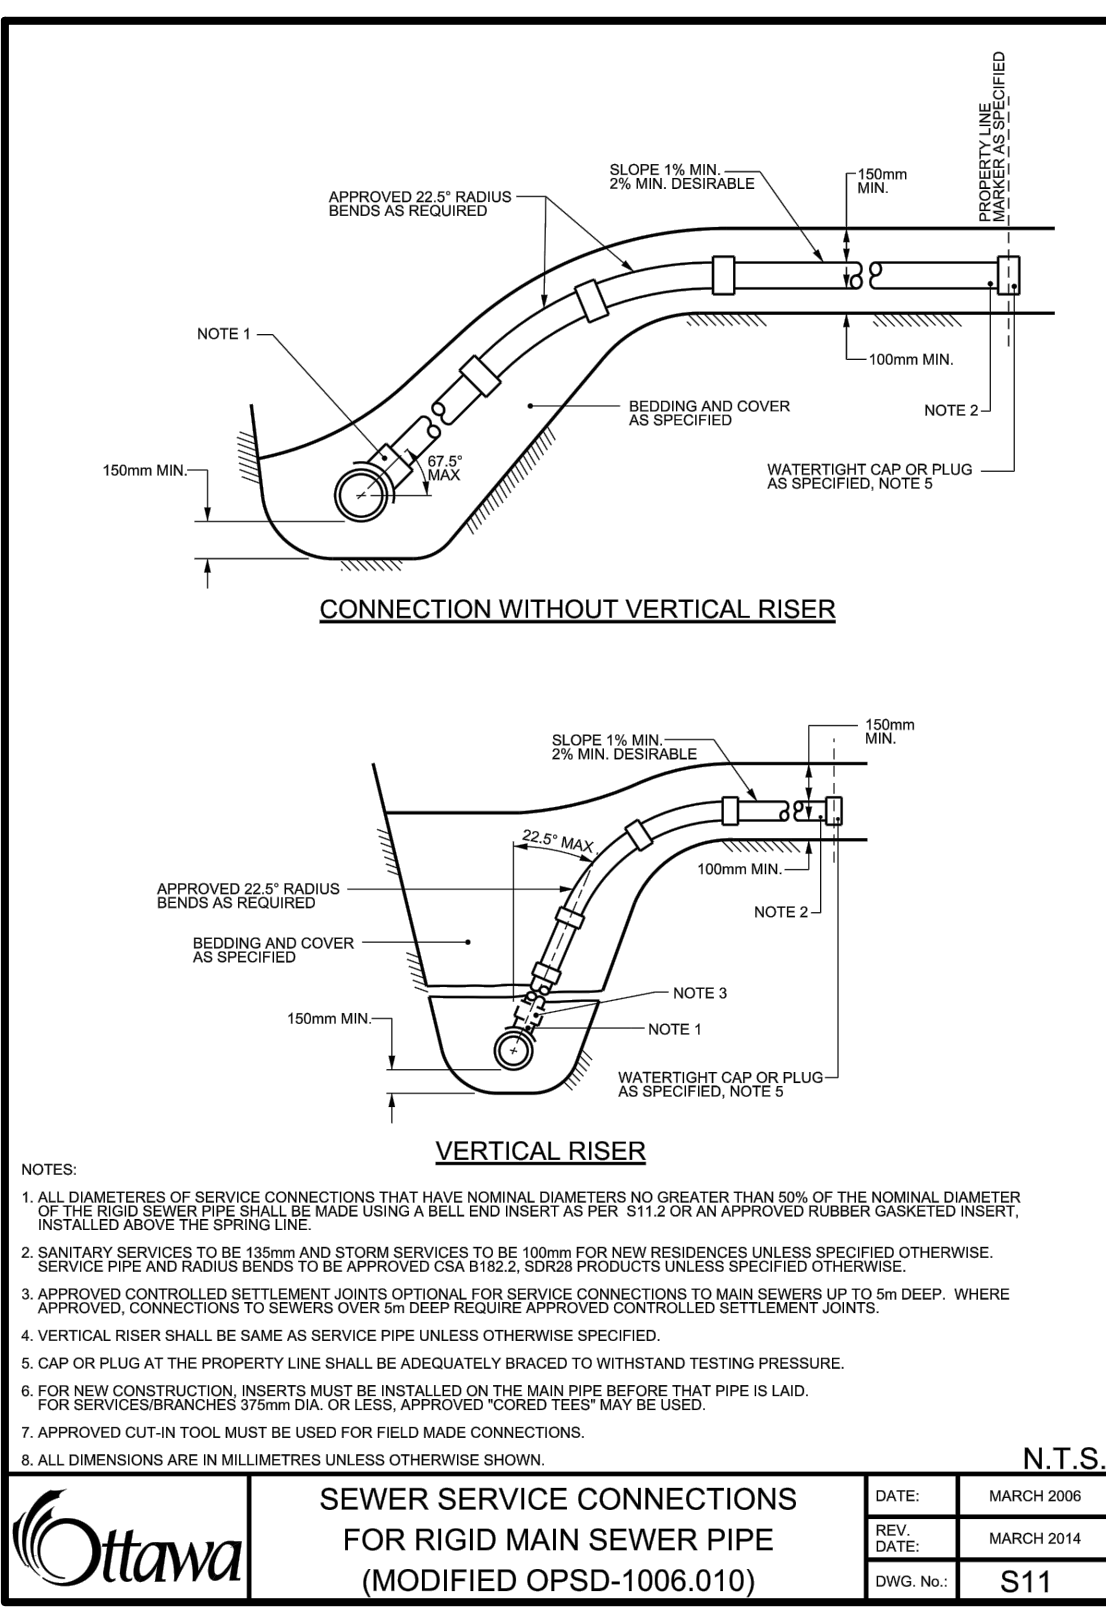 PROPERTY LINE
MARKER AS SPECIFIED
SLOPE 1% MIN.
2% MIN. DESIRABLE
150mm
MIN.
APPROVED 22.5° RADIUS
BENDS AS REQUIRED
NOTE 1
100mm MIN.
BEDDING AND COVER
AS SPECIFIED
NOTE 2
67.5°
MAX
150mm MIN.
WATERTIGHT CAP OR PLUG
AS SPECIFIED, NOTE 5
CONNECTION WITHOUT VERTICAL RISER
150mm
MIN.
SLOPE 1% MIN.
2% MIN. DESIRABLE
22.5° MAX.
100mm MIN.
APPROVED 22.5° RADIUS
BENDS AS REQUIRED
NOTE 2
BEDDING AND COVER
AS SPECIFIED
NOTE 3
150mm MIN.
NOTE 1
WATERTIGHT CAP OR PLUG
AS SPECIFIED, NOTE 5
VERTICAL RISER
NOTES:
1. ALL DIAMETERES OF SERVICE CONNECTIONS THAT HAVE NOMINAL DIAMETERS NO GREATER THAN 50% OF THE NOMINAL DIAMETER
OF THE RIGID SEWER PIPE SHALL BE MADE USING A BELL END INSERT AS PER S11.2 OR AN APPROVED RUBBER GASKETED INSERT,
INSTALLED ABOVE THE SPRING LINE.
2. SANITARY SERVICES TO BE 135mm AND STORM SERVICES TO BE 100mm FOR NEW RESIDENCES UNLESS SPECIFIED OTHERWISE.
SERVICE PIPE AND RADIUS BENDS TO BE APPROVED CSA B182.2, SDR28 PRODUCTS UNLESS SPECIFIED OTHERWISE.
3. APPROVED CONTROLLED SETTLEMENT JOINTS OPTIONAL FOR SERVICE CONNECTIONS TO MAIN SEWERS UP TO 5m DEEP. WHERE
APPROVED, CONNECTIONS TO SEWERS OVER 5m DEEP REQUIRE APPROVED CONTROLLED SETTLEMENT JOINTS.
4. VERTICAL RISER SHALL BE SAME AS SERVICE PIPE UNLESS OTHERWISE SPECIFIED.
5. CAP OR PLUG AT THE PROPERTY LINE SHALL BE ADEQUATELY BRACED TO WITHSTAND TESTING PRESSURE.
6. FOR NEW CONSTRUCTION, INSERTS MUST BE INSTALLED ON THE MAIN PIPE BEFORE THAT PIPE IS LAID.
FOR SERVICES/BRANCHES 375mm DIA. OR LESS, APPROVED "CORED TEES" MAY BE USED.
7. APPROVED CUT-IN TOOL MUST BE USED FOR FIELD MADE CONNECTIONS.
8. ALL DIMENSIONS ARE IN MILLIMETRES UNLESS OTHERWISE SHOWN.
N.T.S.
Ottawa
SEWER SERVICE CONNECTIONS
FOR RIGID MAIN SEWER PIPE
(MODIFIED OPSD-1006.010)
DATE: MARCH 2006
REV.
DATE: MARCH 2014
DWG. No.: S11